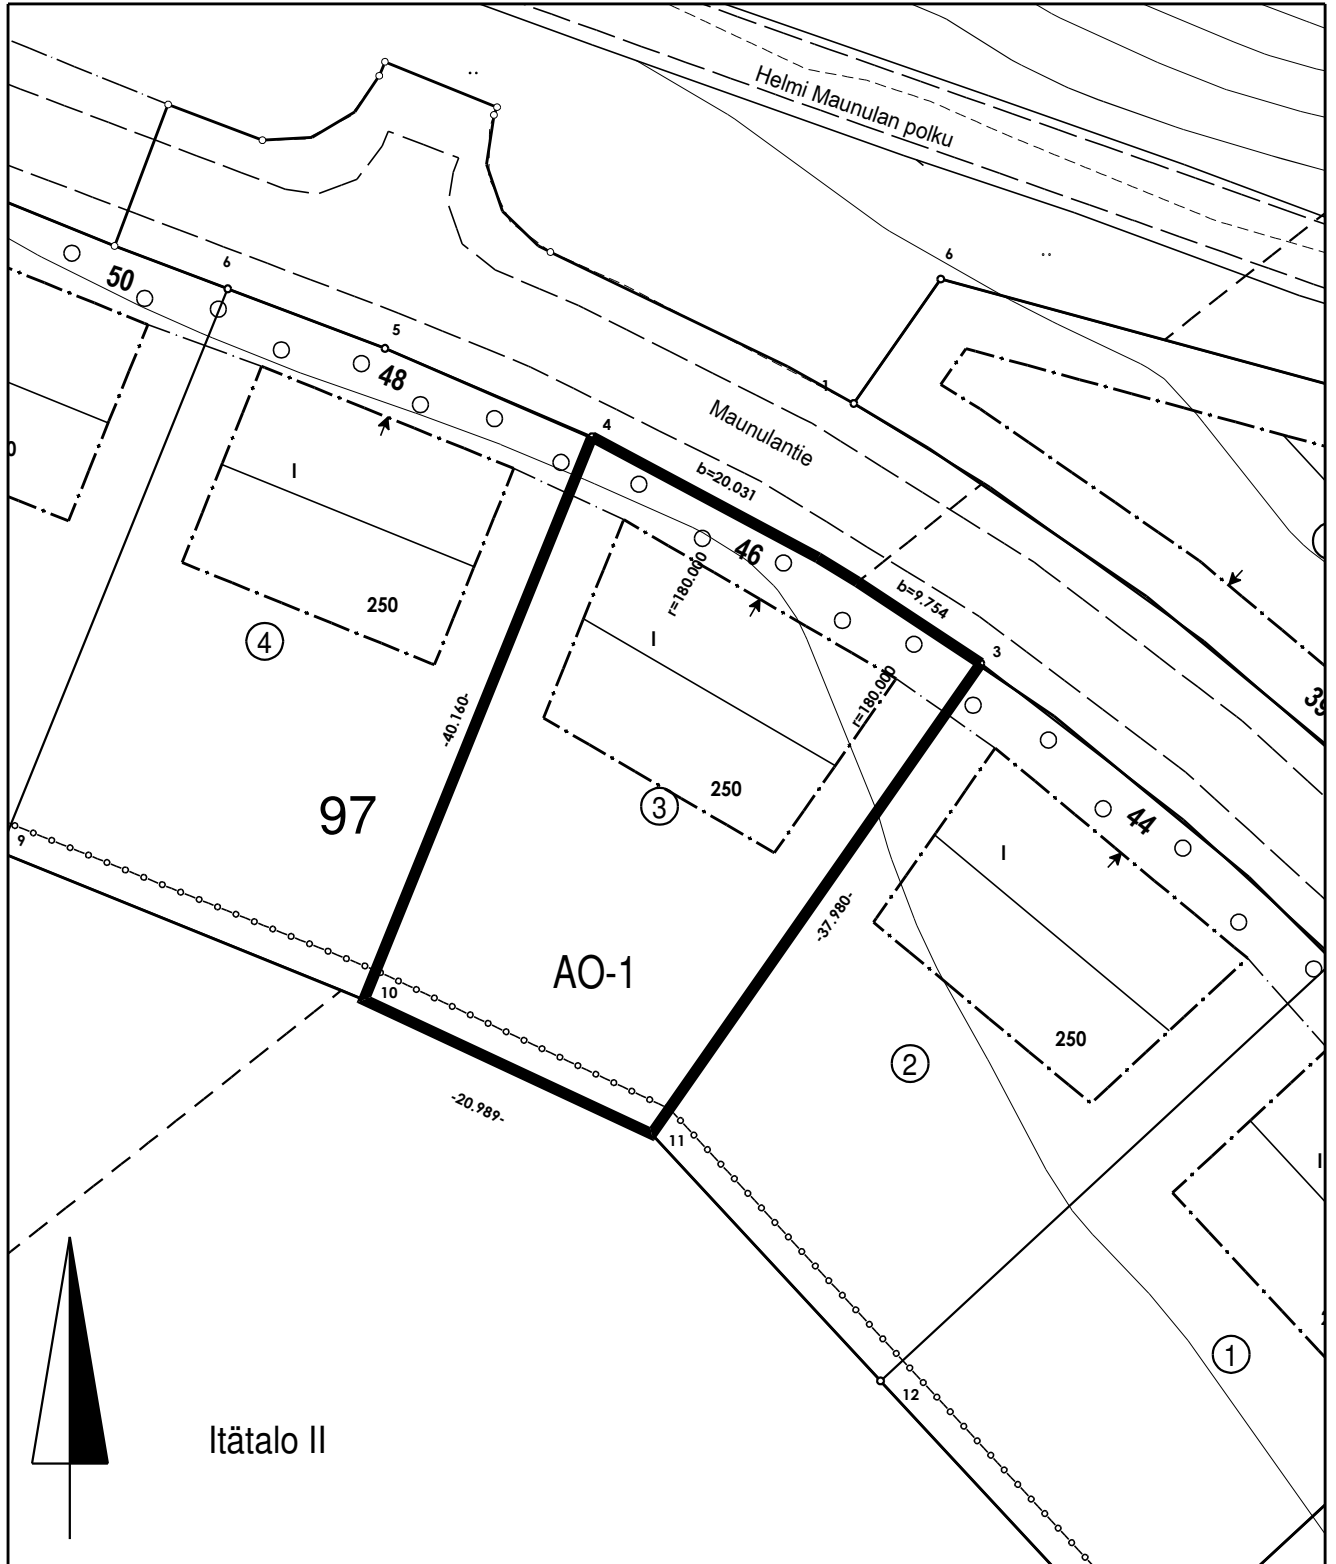 Helmi Maunulan polku
6
6
50
5
1
48
Maunulantie
4
b=20.031
I
46
r=180.000
b=9.754
250
4
I
3
r=180.000
39
-40.160-
250
3
97
44
9
I
-37.980-
AO-1
10
250
2
-20.989-
11
I
1
12
Itätalo II